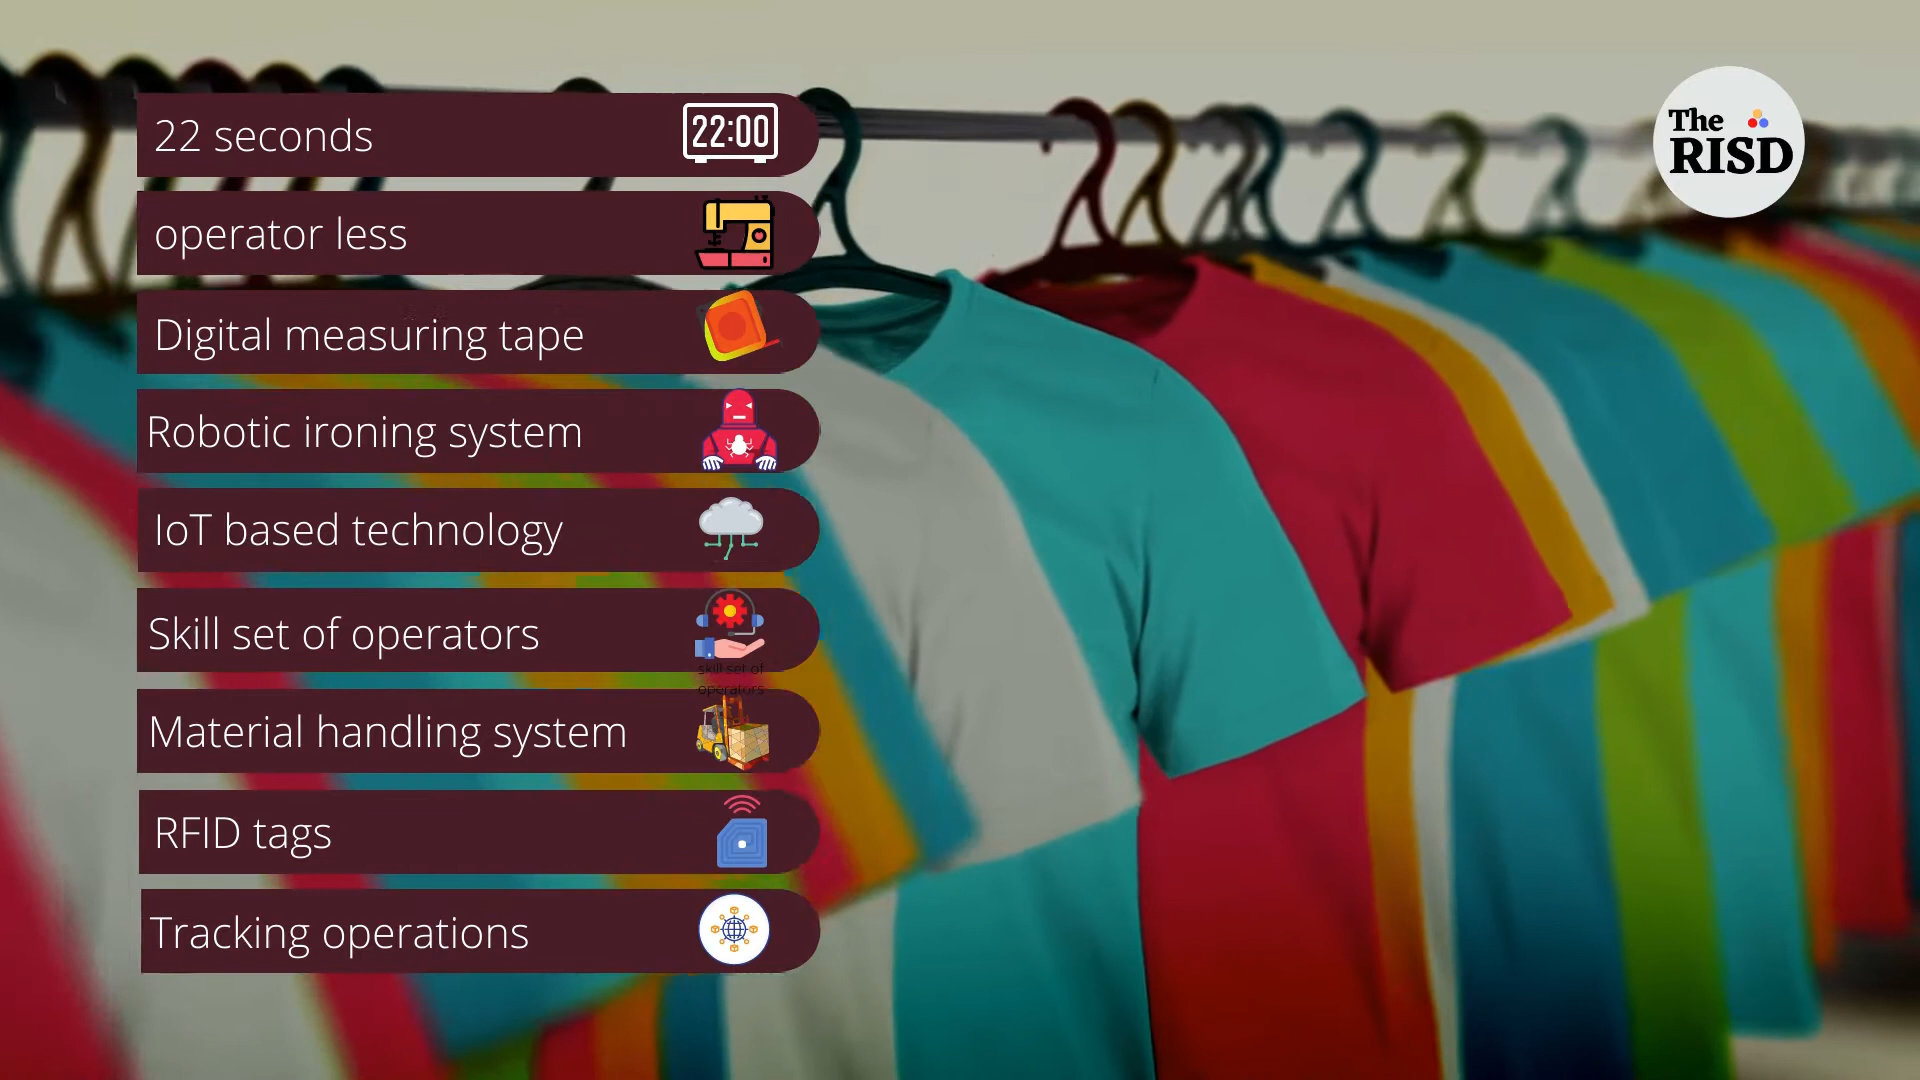 22 seconds
22:00
operator less
Digital measuring tape
Robotic ironing system
IoT based technology
Skill set of operators
skill set of
operators
Material handling system
RFID tags
Tracking operations
The
RISD